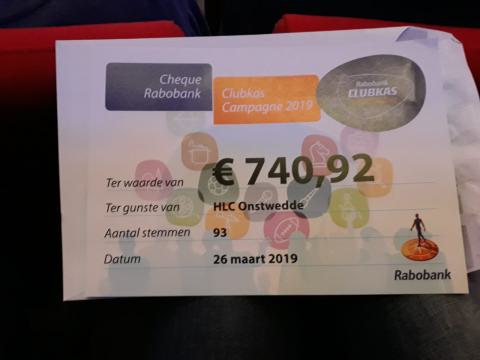 Cheque
Rabobank
Clubkas
Campagne 2019
Rabobank
CLUBKAS
Ter waarde van € 740,92
Ter gunste van HLC Onstwedde
Aantal stemmen 93
Datum 26 maart 2019
Rabobank